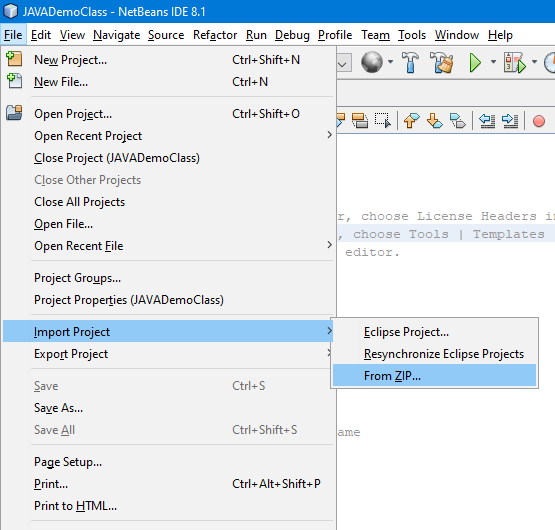 JAVADemoClass - NetBeans IDE 8.1
File Edit View Navigate Source Refactor Run Debug Profile Team Tools Window Help
New Project... Ctrl+Shift+N
New File... Ctrl+N
Open Project... Ctrl+Shift+O
Open Recent Project
Close Project (JAVADemoClass)
Close Other Projects
Close All Projects
Open File...
r, choose License Headers in
Open Recent File
, choose Tools | Templates
editor.
Project Groups...
Project Properties (JAVADemoClass)
Import Project
Eclipse Project...
Export Project
Resynchronize Eclipse Projects
From ZIP...
Save Ctrl+S
Save As...
Save All Ctrl+Shift+S
ame
Page Setup...
Print... Ctrl+Alt+Shift+P
Print to HTML...